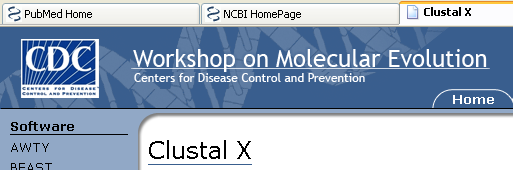 PubMed Home
NCBI HomePage
Clustal X
CDC
CENTERS FOR DISEASE
CONTROL AND PREVENTION
Workshop on Molecular Evolution
Centers for Disease Control and Prevention
Home
Software
AWTY
BEAST
Clustal X